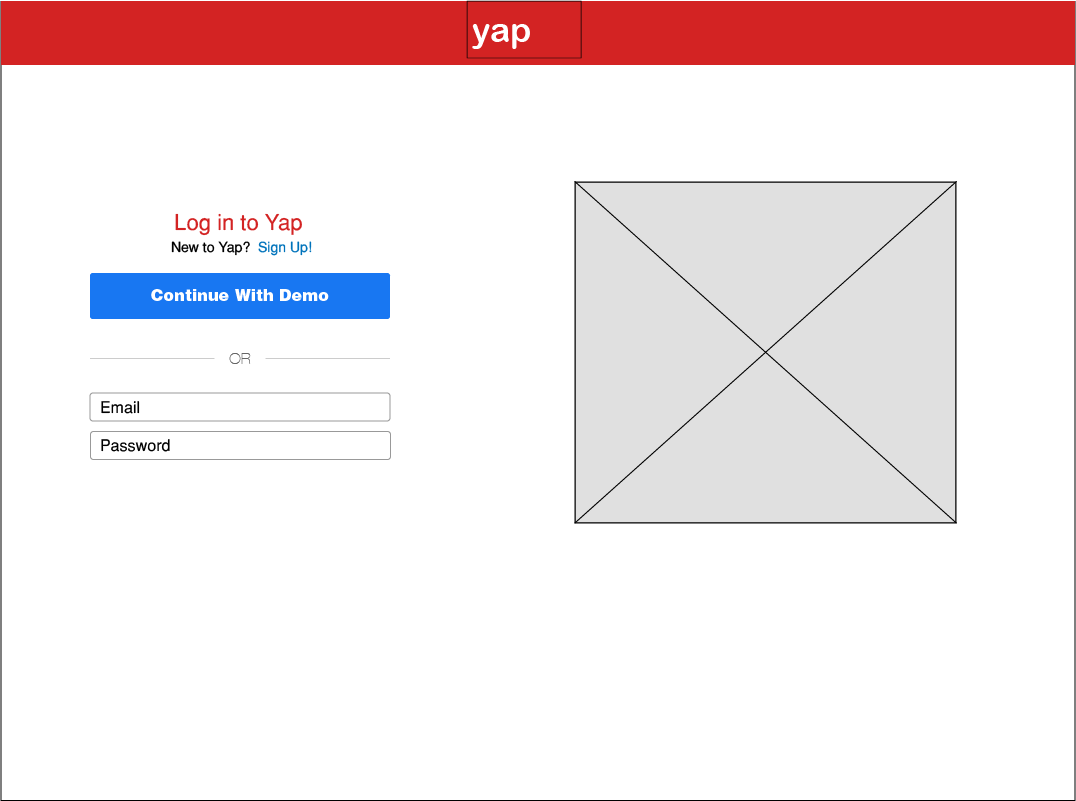 yap
Log in to Yap
New to Yap? Sign Up!
Continue With Demo
OR
Email
Password